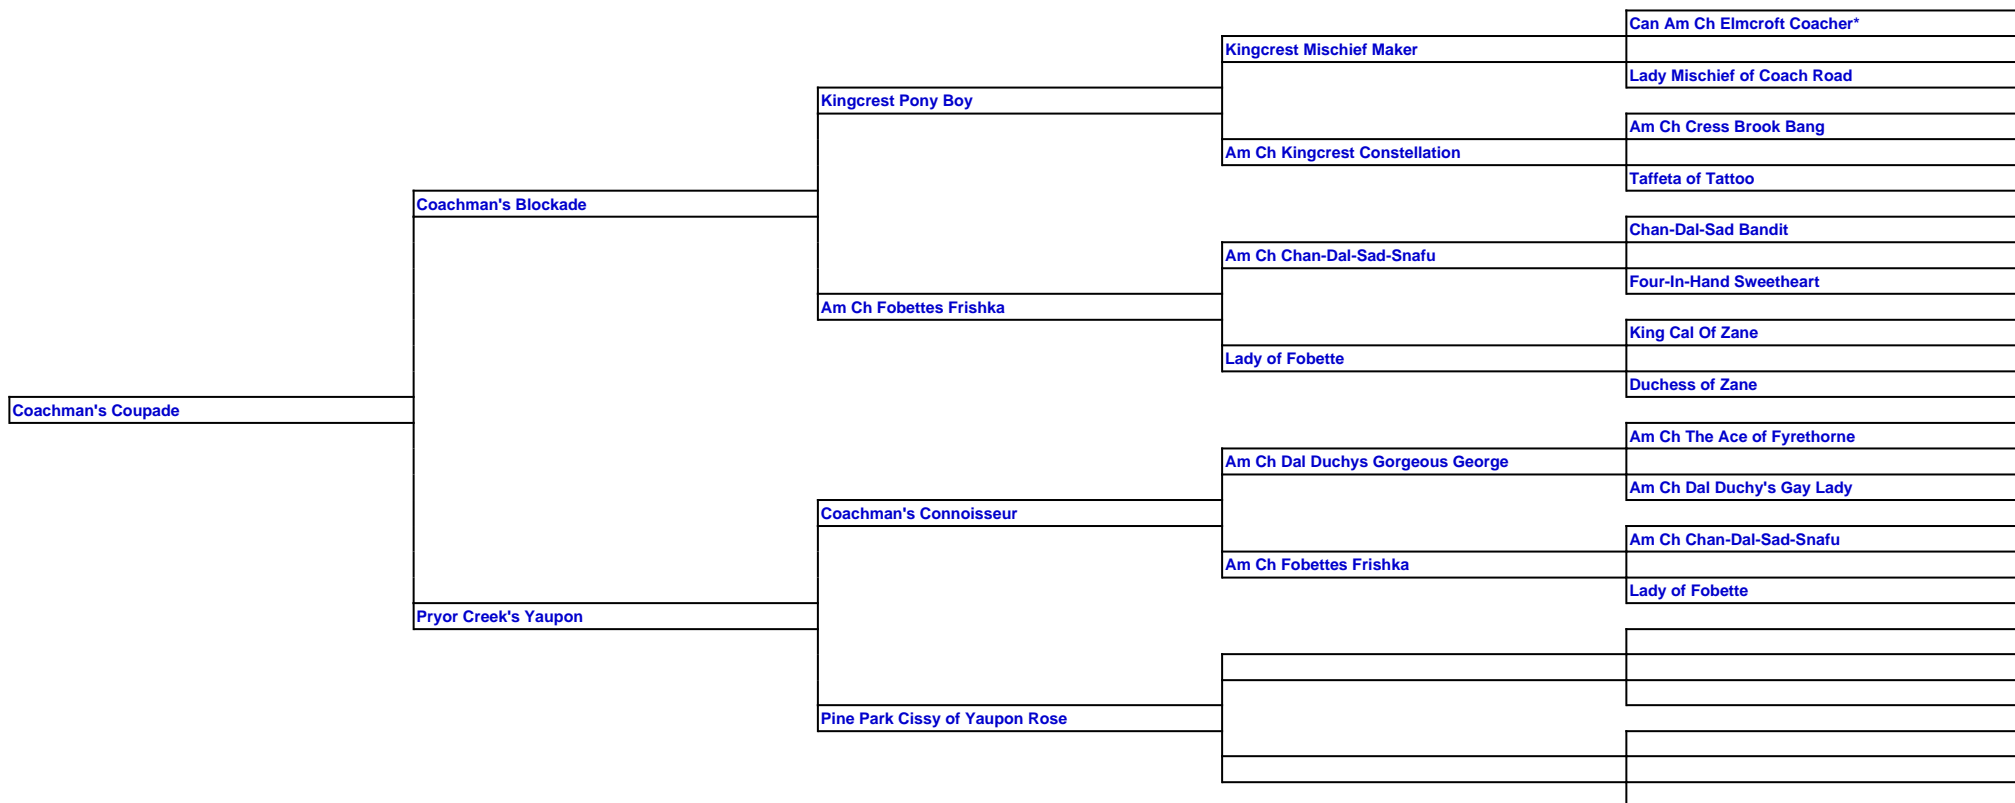 Can Am Ch Elmcroft Coacher*
Kingcrest Mischief Maker
Lady Mischief of Coach Road
Kingcrest Pony Boy
Am Ch Cress Brook Bang
Am Ch Kingcrest Constellation
Taffeta of Tattoo
Coachman's Blockade
Chan-Dal-Sad Bandit
Am Ch Chan-Dal-Sad-Snafu
Four-In-Hand Sweetheart
Am Ch Fobettes Frishka
King Cal Of Zane
Lady of Fobette
Duchess of Zane
Coachman's Coupade
Am Ch The Ace of Fyrethorne
Am Ch Dal Duchys Gorgeous George
Am Ch Dal Duchy's Gay Lady
Coachman's Connoisseur
Am Ch Chan-Dal-Sad-Snafu
Am Ch Fobettes Frishka
Lady of Fobette
Pryor Creek's Yaupon
Pine Park Cissy of Yaupon Rose